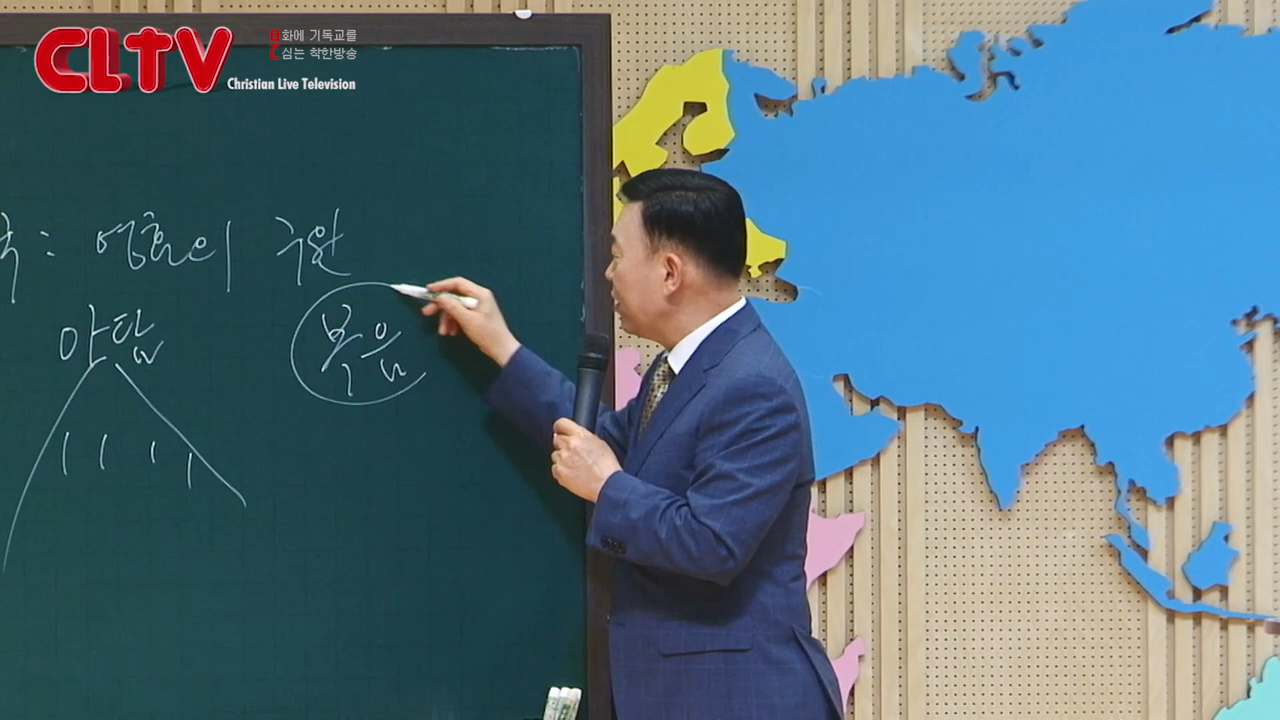 CLTV
문화에 기독교를
심는 착한방송
Christian Live Television
: 영혼의 구원
아담
복음